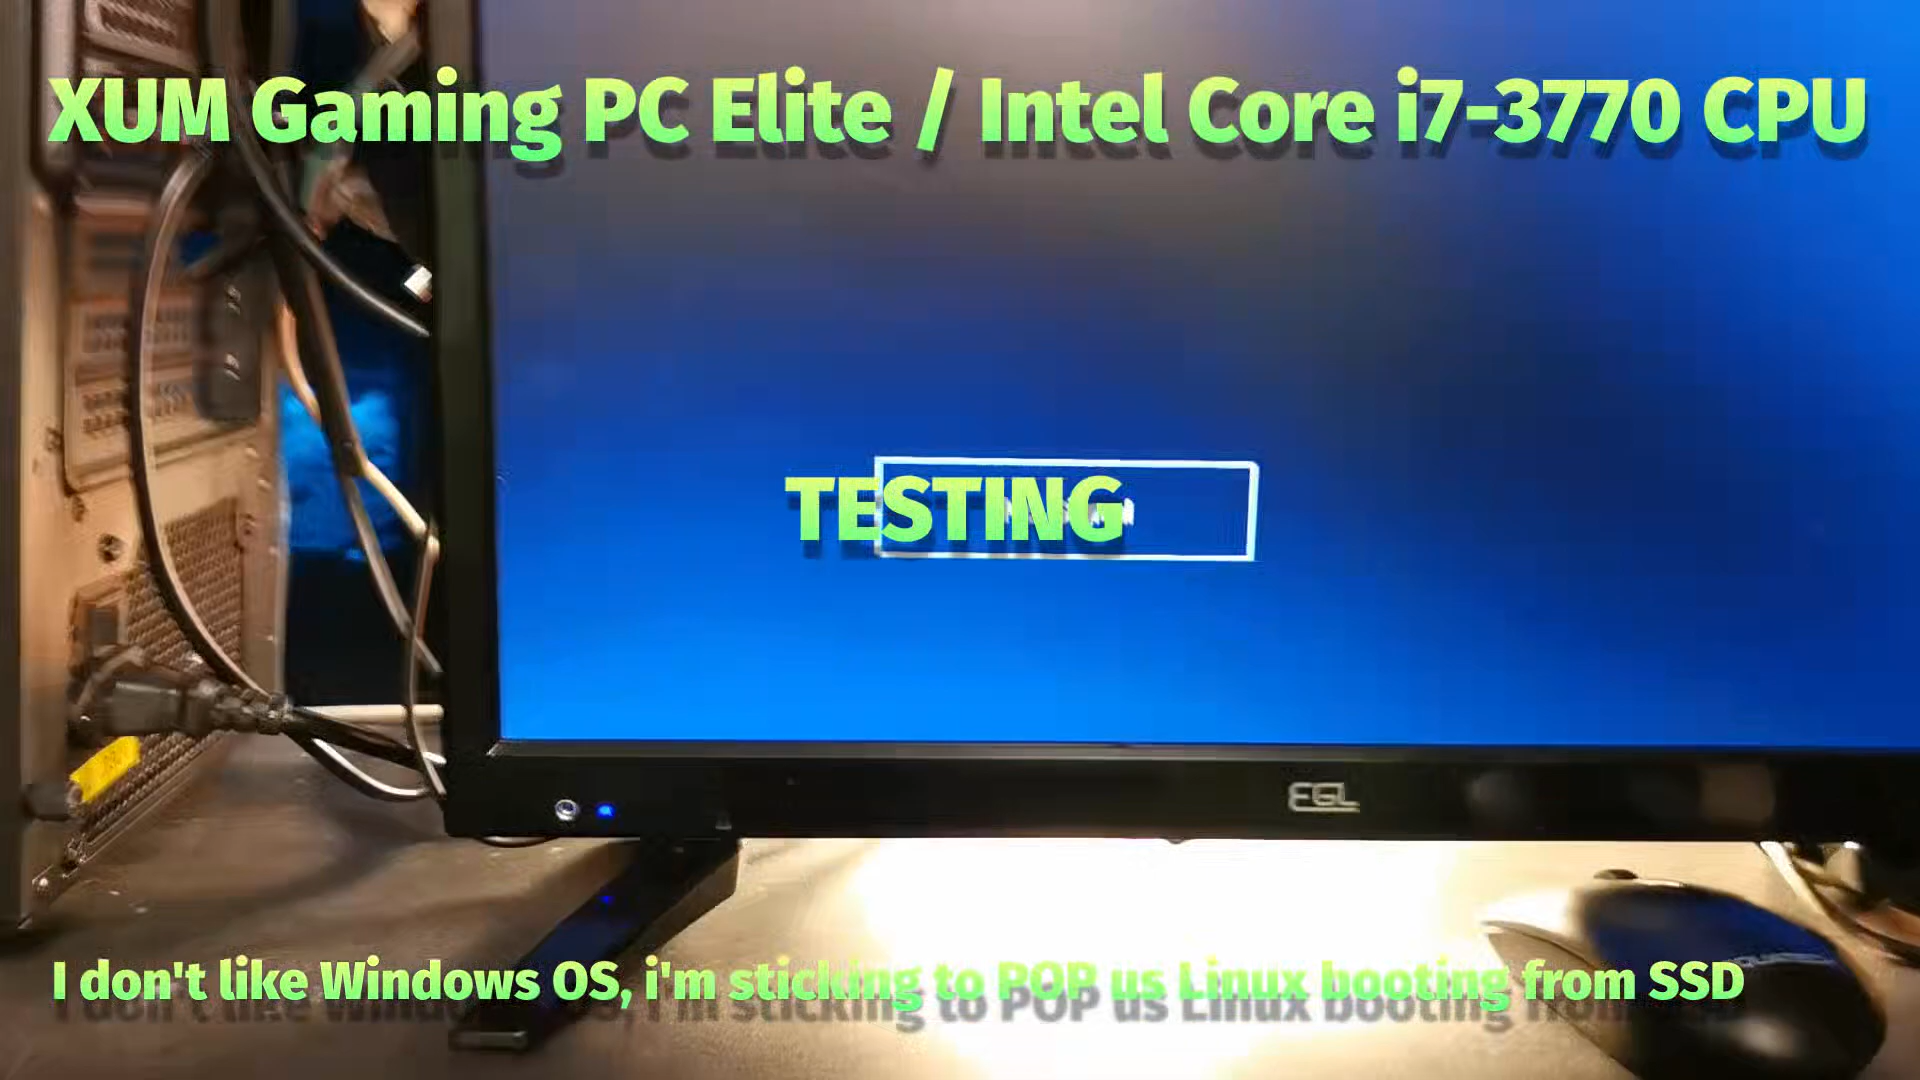 XUM Gaming PC Elite / Intel Core i7-3770 CPU
TESTING
EGL
I don't like Windows OS, i'm sticking to POP us Linux booting from SSD